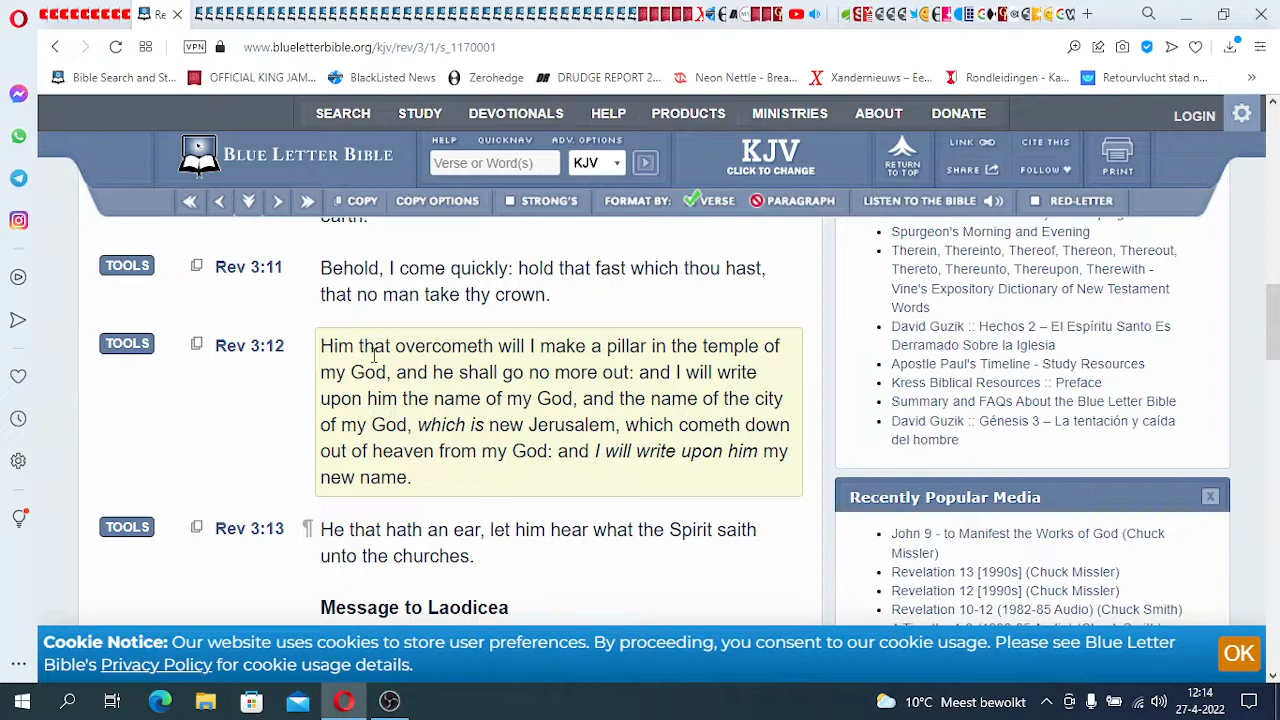 Re
www.blueletterbible.org/kjv/rev/3/1/s_1170001
VPN
Bible Search and St...
OFFICIAL KING JAM...
BlackListed News
Zerohedge
DRUDGE REPORT 2...
Neon Nettle - Brea...
Xandernieuws – Ee...
Rondleidingen - Ka...
Retourvlucht stad n...
SEARCH STUDY DEVOTIONALS HELP PRODUCTS MINISTRIES ABOUT DONATE
LOGIN
BLUE LETTER BIBLE
HELP QUICKNAV ADV. OPTIONS
Verse or Word(s)
KJV
KJV
CLICK TO CHANGE
RETURN
TO TOP
LINK
CITE THIS
SHARE
FOLLOW
PRINT
COPY COPY OPTIONS STRONG'S FORMAT BY: VERSE PARAGRAPH LISTEN TO THE BIBLE RED-LETTER
earth.
TOOLS Rev 3:11 Behold, I come quickly: hold that fast which thou hast,
that no man take thy crown.
TOOLS Rev 3:12 Him that overcometh will I make a pillar in the temple of
my God, and he shall go no more out: and I will write
upon him the name of my God, and the name of the city
of my God, which is new Jerusalem, which cometh down
out of heaven from my God: and I will write upon him my
new name.
TOOLS Rev 3:13 ¶ He that hath an ear, let him hear what the Spirit saith
unto the churches.
Message to Laodicea
Spurgeon's Morning and Evening
Therein, Thereinto, Thereof, Thereon, Thereout,
Thereto, Thereunto, Thereupon, Therewith -
Vine's Expository Dictionary of New Testament
Words
David Guzik :: Hechos 2 – El Espíritu Santo Es
Derramado Sobre la Iglesia
Apostle Paul's Timeline - Study Resources
Kress Biblical Resources :: Preface
Summary and FAQs About the Blue Letter Bible
David Guzik :: Génesis 3 – La tentación y caída
del hombre
Recently Popular Media
X
John 9 - to Manifest the Works of God (Chuck
Missler)
Revelation 13 [1990s] (Chuck Missler)
Revelation 12 [1990s] (Chuck Missler)
Revelation 10-12 (1982-85 Audio) (Chuck Smith)
Cookie Notice: Our website uses cookies to store user preferences. By proceeding, you consent to our cookie usage. Please see Blue Letter
Bible's Privacy Policy for cookie usage details.
OK
10°C Meest bewolkt
12:14
27-4-2022